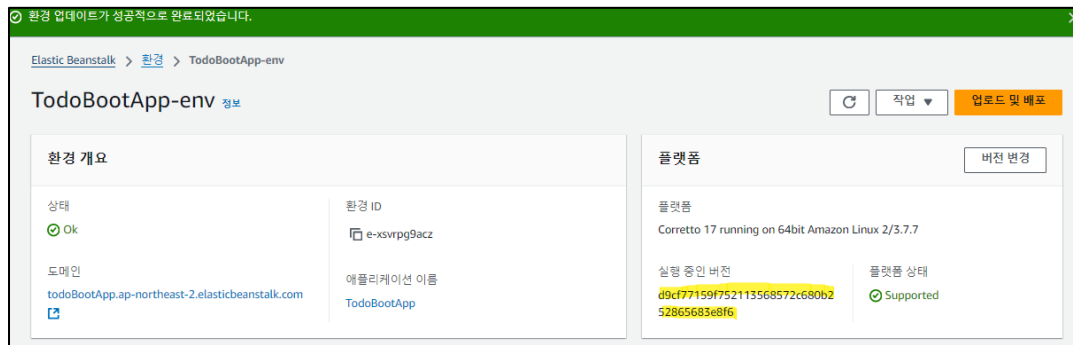 환경 업데이트가 성공적으로 완료되었습니다.
Elastic Beanstalk > 환경 > TodoBootApp-env
TodoBootApp-env 정보
작업 ▼
업로드 및 배포
환경 개요
상태
Ok
환경 ID
e-xsvrpg9acz
도메인
todoBootApp.ap-northeast-2.elasticbeanstalk.com
애플리케이션 이름
TodoBootApp
플랫폼
버전 변경
플랫폼
Corretto 17 running on 64bit Amazon Linux 2/3.7.7
실행 중인 버전
d9cf77159f752113568572c680b2
52865683e8f6
플랫폼 상태
Supported